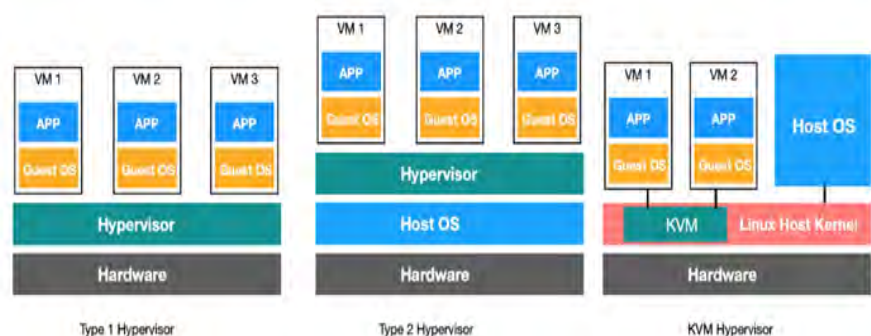 VM 1
VM 2
VM 3
APP
APP
APP
Guest OS
Guest OS
Guest OS
Hypervisor
Hardware
Type 1 Hypervisor
VM 1
VM 2
VM 3
APP
APP
APP
Guest OS
Guest OS
Guest OS
Hypervisor
Host OS
Hardware
Type 2 Hypervisor
VM 1
VM 2
APP
APP
Guest OS
Guest OS
Host OS
KVM
Linux Host Kernel
Hardware
KVM Hypervisor